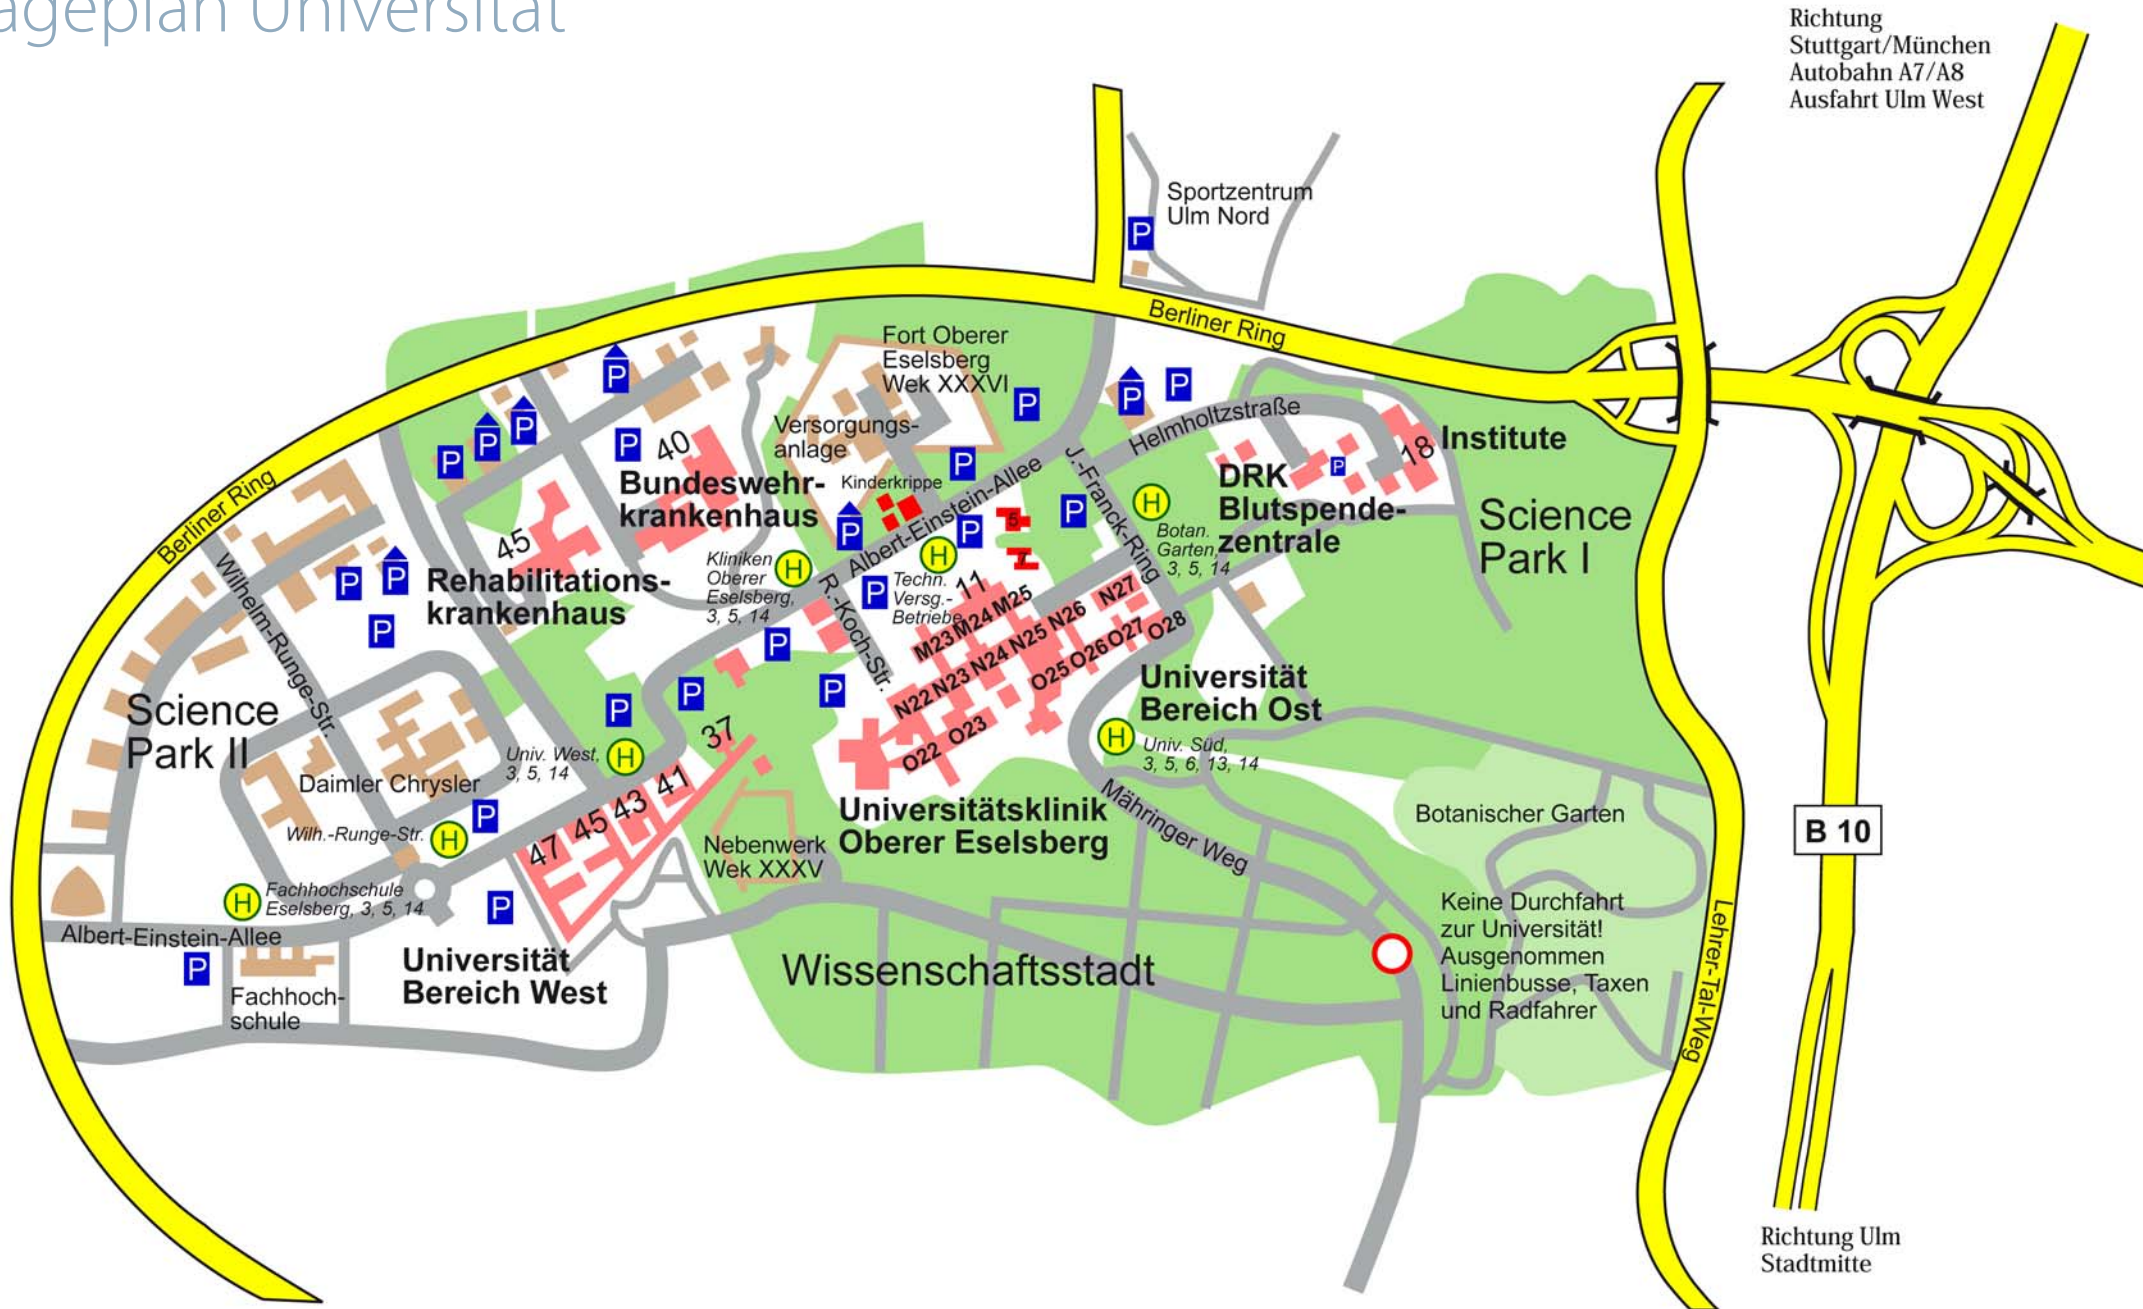 ageplan Universität
Richtung
Stuttgart/München
Autobahn A7/A8
Ausfahrt Ulm West
Sportzentrum
Ulm Nord
P
Berliner Ring
Fort Oberer
Eselsberg
Wek XXXVI
P
P
P
P
Helmholtzstraße
Versorgungs-
anlage
Kinderkrippe
P
P
P
P
P
40
Bundeswehr-
krankenhaus
P
P
Albert-Einstein-Allee
J.-Franck-Ring
18
Institute
P
DRK
Blutspende-
zentrale
Science
Park I
P
H
Botan.
Garten,
3, 5, 14
5
7
P
H
Techn.
Versg.-
Betriebe
P
Kliniken
Oberer
Eselsberg,
3, 5, 14
H
R.-Koch-Str.
45
Rehabilitations-
krankenhaus
P
P
P
Berliner Ring
Wilhelm-Runge-Str.
11
M23
M24
M25
N22
N23
N24
N25
N26
N27
O22
O23
O25
O26
O27
O28
P
P
P
P
37
Universität
Bereich Ost
H
Univ. Süd,
3, 5, 6, 13, 14
Science
Park II
Univ. West,
3, 5, 14
H
Daimler Chrysler
P
Wilh.-Runge-Str.
H
47
45
43
41
Nebenwerk
Wek XXXV
Universitätsklinik
Oberer Eselsberg
Mähringer Weg
Botanischer Garten
B 10
H
Fachhochschule
Eselsberg, 3, 5, 14
P
Albert-Einstein-Allee
P
Fachhoch-
schule
Universität
Bereich West
Wissenschaftsstadt
Keine Durchfahrt
zur Universität!
Ausgenommen
Linienbusse, Taxen
und Radfahrer
Lehrer-Tal-Weg
Richtung Ulm
Stadtmitte